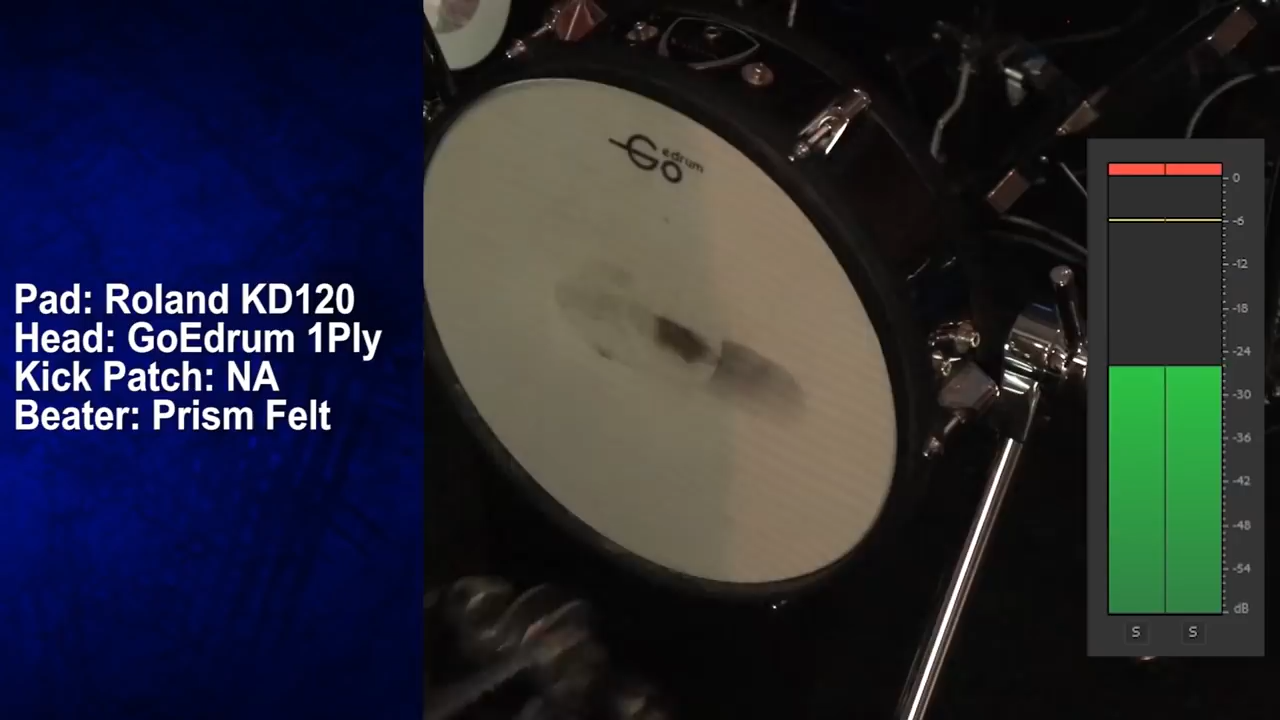 Pad: Roland KD120
Head: GoEdrum 1Ply
Kick Patch: NA
Beater: Prism Felt
Go edrum
0
-6
-12
-18
-24
-30
-36
-42
-48
-54
dB
S S